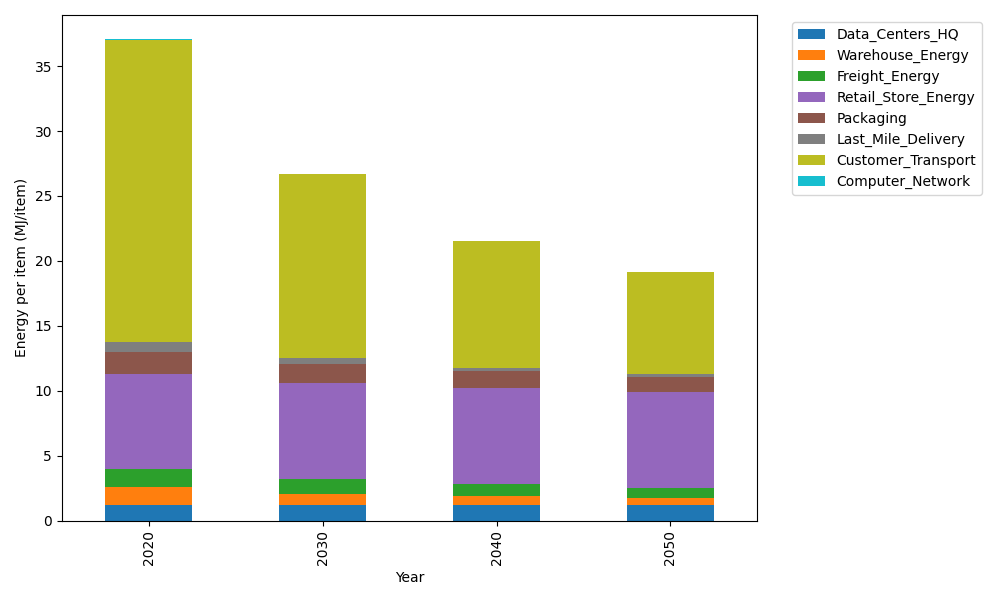 Energy per item (MJ/item)
35
30
25
20
15
10
5
0
2020
2030
2040
2050
Year
Data_Centers_HQ
Warehouse_Energy
Freight_Energy
Retail_Store_Energy
Packaging
Last_Mile_Delivery
Customer_Transport
Computer_Network